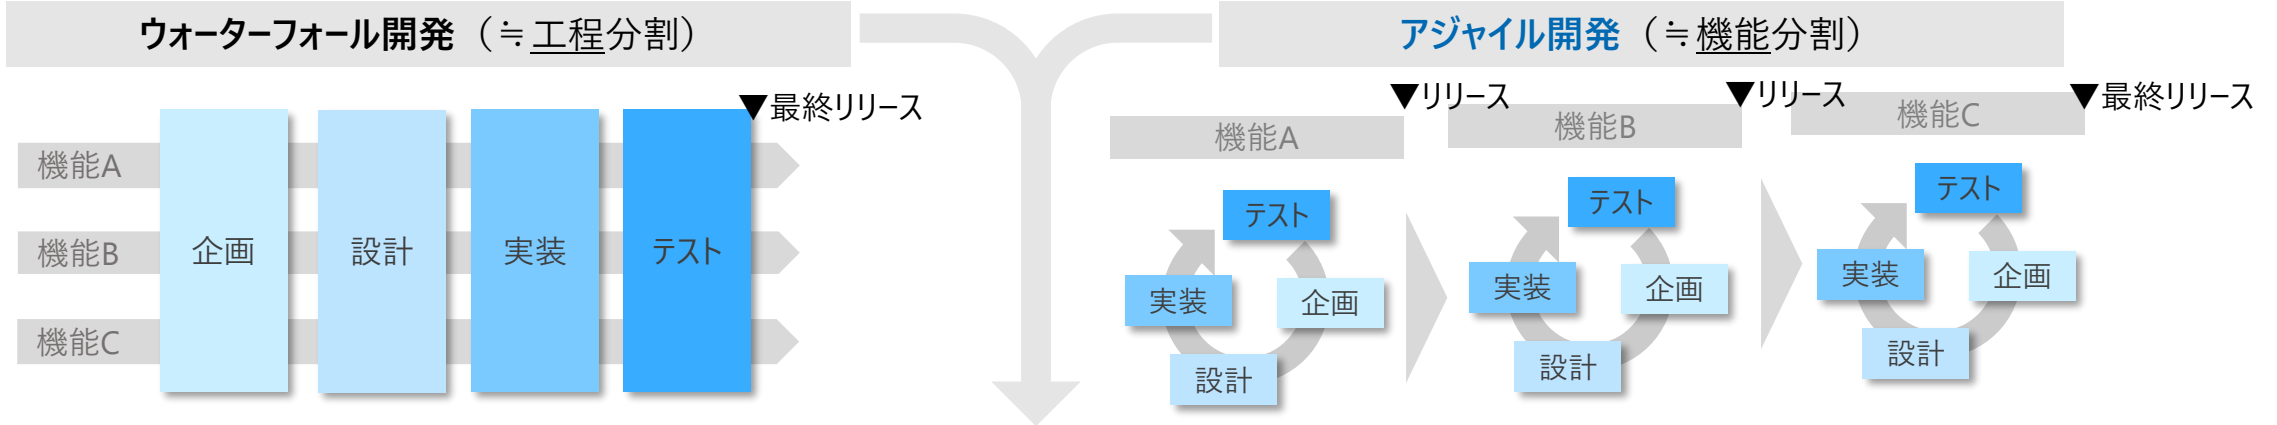 ウォーターフォール開発（≒工程分割）
▼最終リリース
機能A
機能B
機能C
企画
設計
実装
テスト
アジャイル開発（≒機能分割）
▼リリース
機能A
テスト
企画
設計
実装
▼リリース
機能B
テスト
企画
設計
実装
▼最終リリース
機能C
テスト
企画
設計
実装